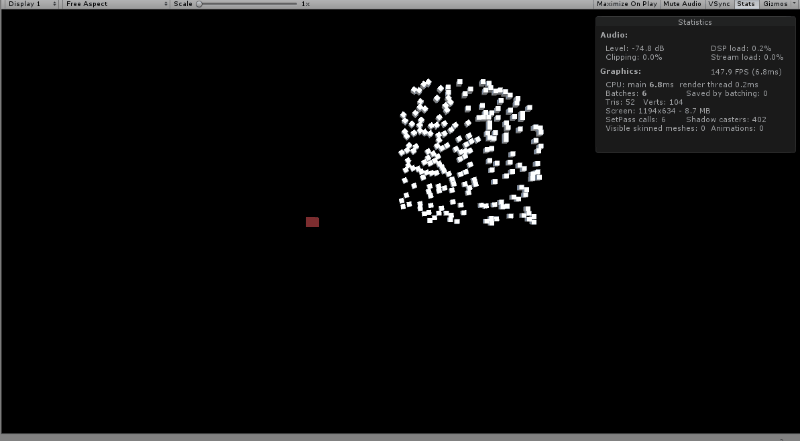 Display 1 Free Aspect Scale 1x Maximize On Play Mute Audio VSync Stats Gizmos
Statistics
Audio:
Level: -74.8 dB DSP load: 0.2%
Clipping: 0.0% Stream load: 0.0%
Graphics: 147.9 FPS (6.8ms)
CPU: main 6.8ms render thread 0.2ms
Batches: 6 Saved by batching: 0
Tris: 52 Verts: 104
Screen: 1194x634 - 8.7 MB
SetPass calls: 6 Shadow casters: 402
Visible skinned meshes: 0 Animations: 0